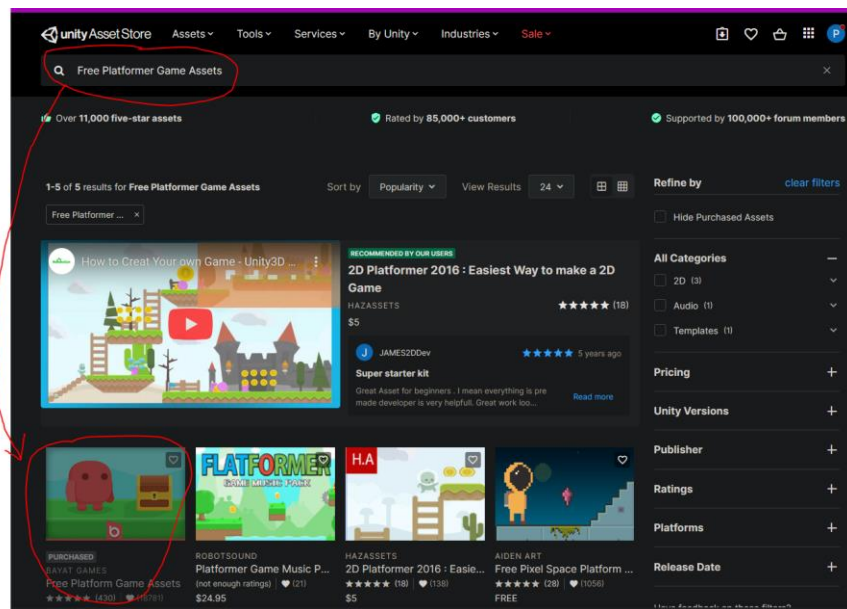 unity Asset Store Assets Tools Services By Unity Industries Sale P
Free Platformer Game Assets ×
Over 11,000 five-star assets Rated by 85,000+ customers Supported by 100,000+ forum members
1-5 of 5 results for Free Platformer Game Assets Sort by Popularity View Results 24
Free Platformer ... ×
Refine by clear filters
Hide Purchased Assets
All Categories –
2D (3)
Audio (1)
Templates (1)
Pricing +
Unity Versions +
Publisher +
Ratings +
Platforms +
Release Date +
How to Creat Your own Game - Unity3D ...
RECOMMENDED BY OUR USERS
2D Platformer 2016 : Easiest Way to make a 2D
Game
HAZASSETS ★★★★★ (18)
$5
J JAMES2DDev ★★★★★ 5 years ago
Super starter kit
Great Asset for beginners . I mean everything is pre
made developer is very helpfull. Great work loo... Read more
b
PURCHASED
BAYAT GAMES
Free Platform Game Assets
★★★★★ (430)
FLATFORMER
GAME MUSIC PACK
ROBOTSOUND
Platformer Game Music P...
(not enough ratings) (21)
$24.95
H.A
HAZASSETS
2D Platformer 2016 : Easie...
★★★★★ (18) (138)
$5
AIDEN ART
Free Pixel Space Platform ...
★★★★★ (28) (1056)
FREE